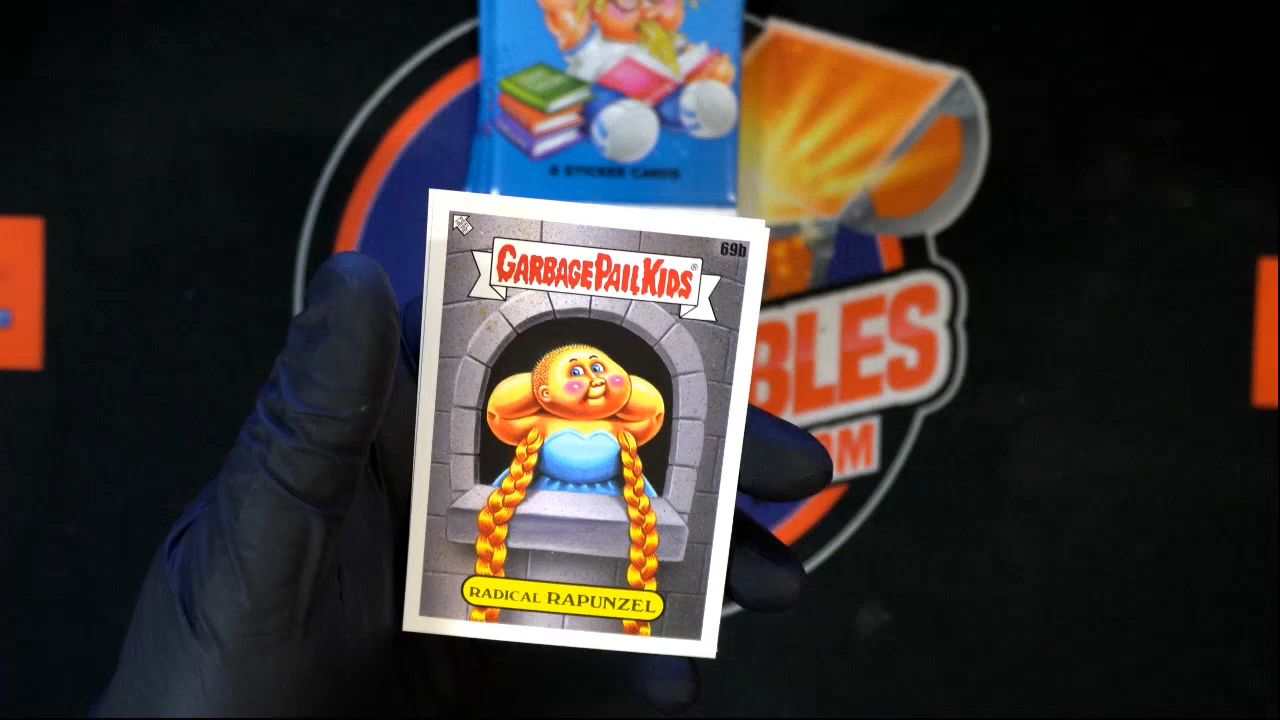 8 STICKER CARDS
69b
GARBAGE PAIL KIDS®
BLES
OM
RADICAL RAPUNZEL